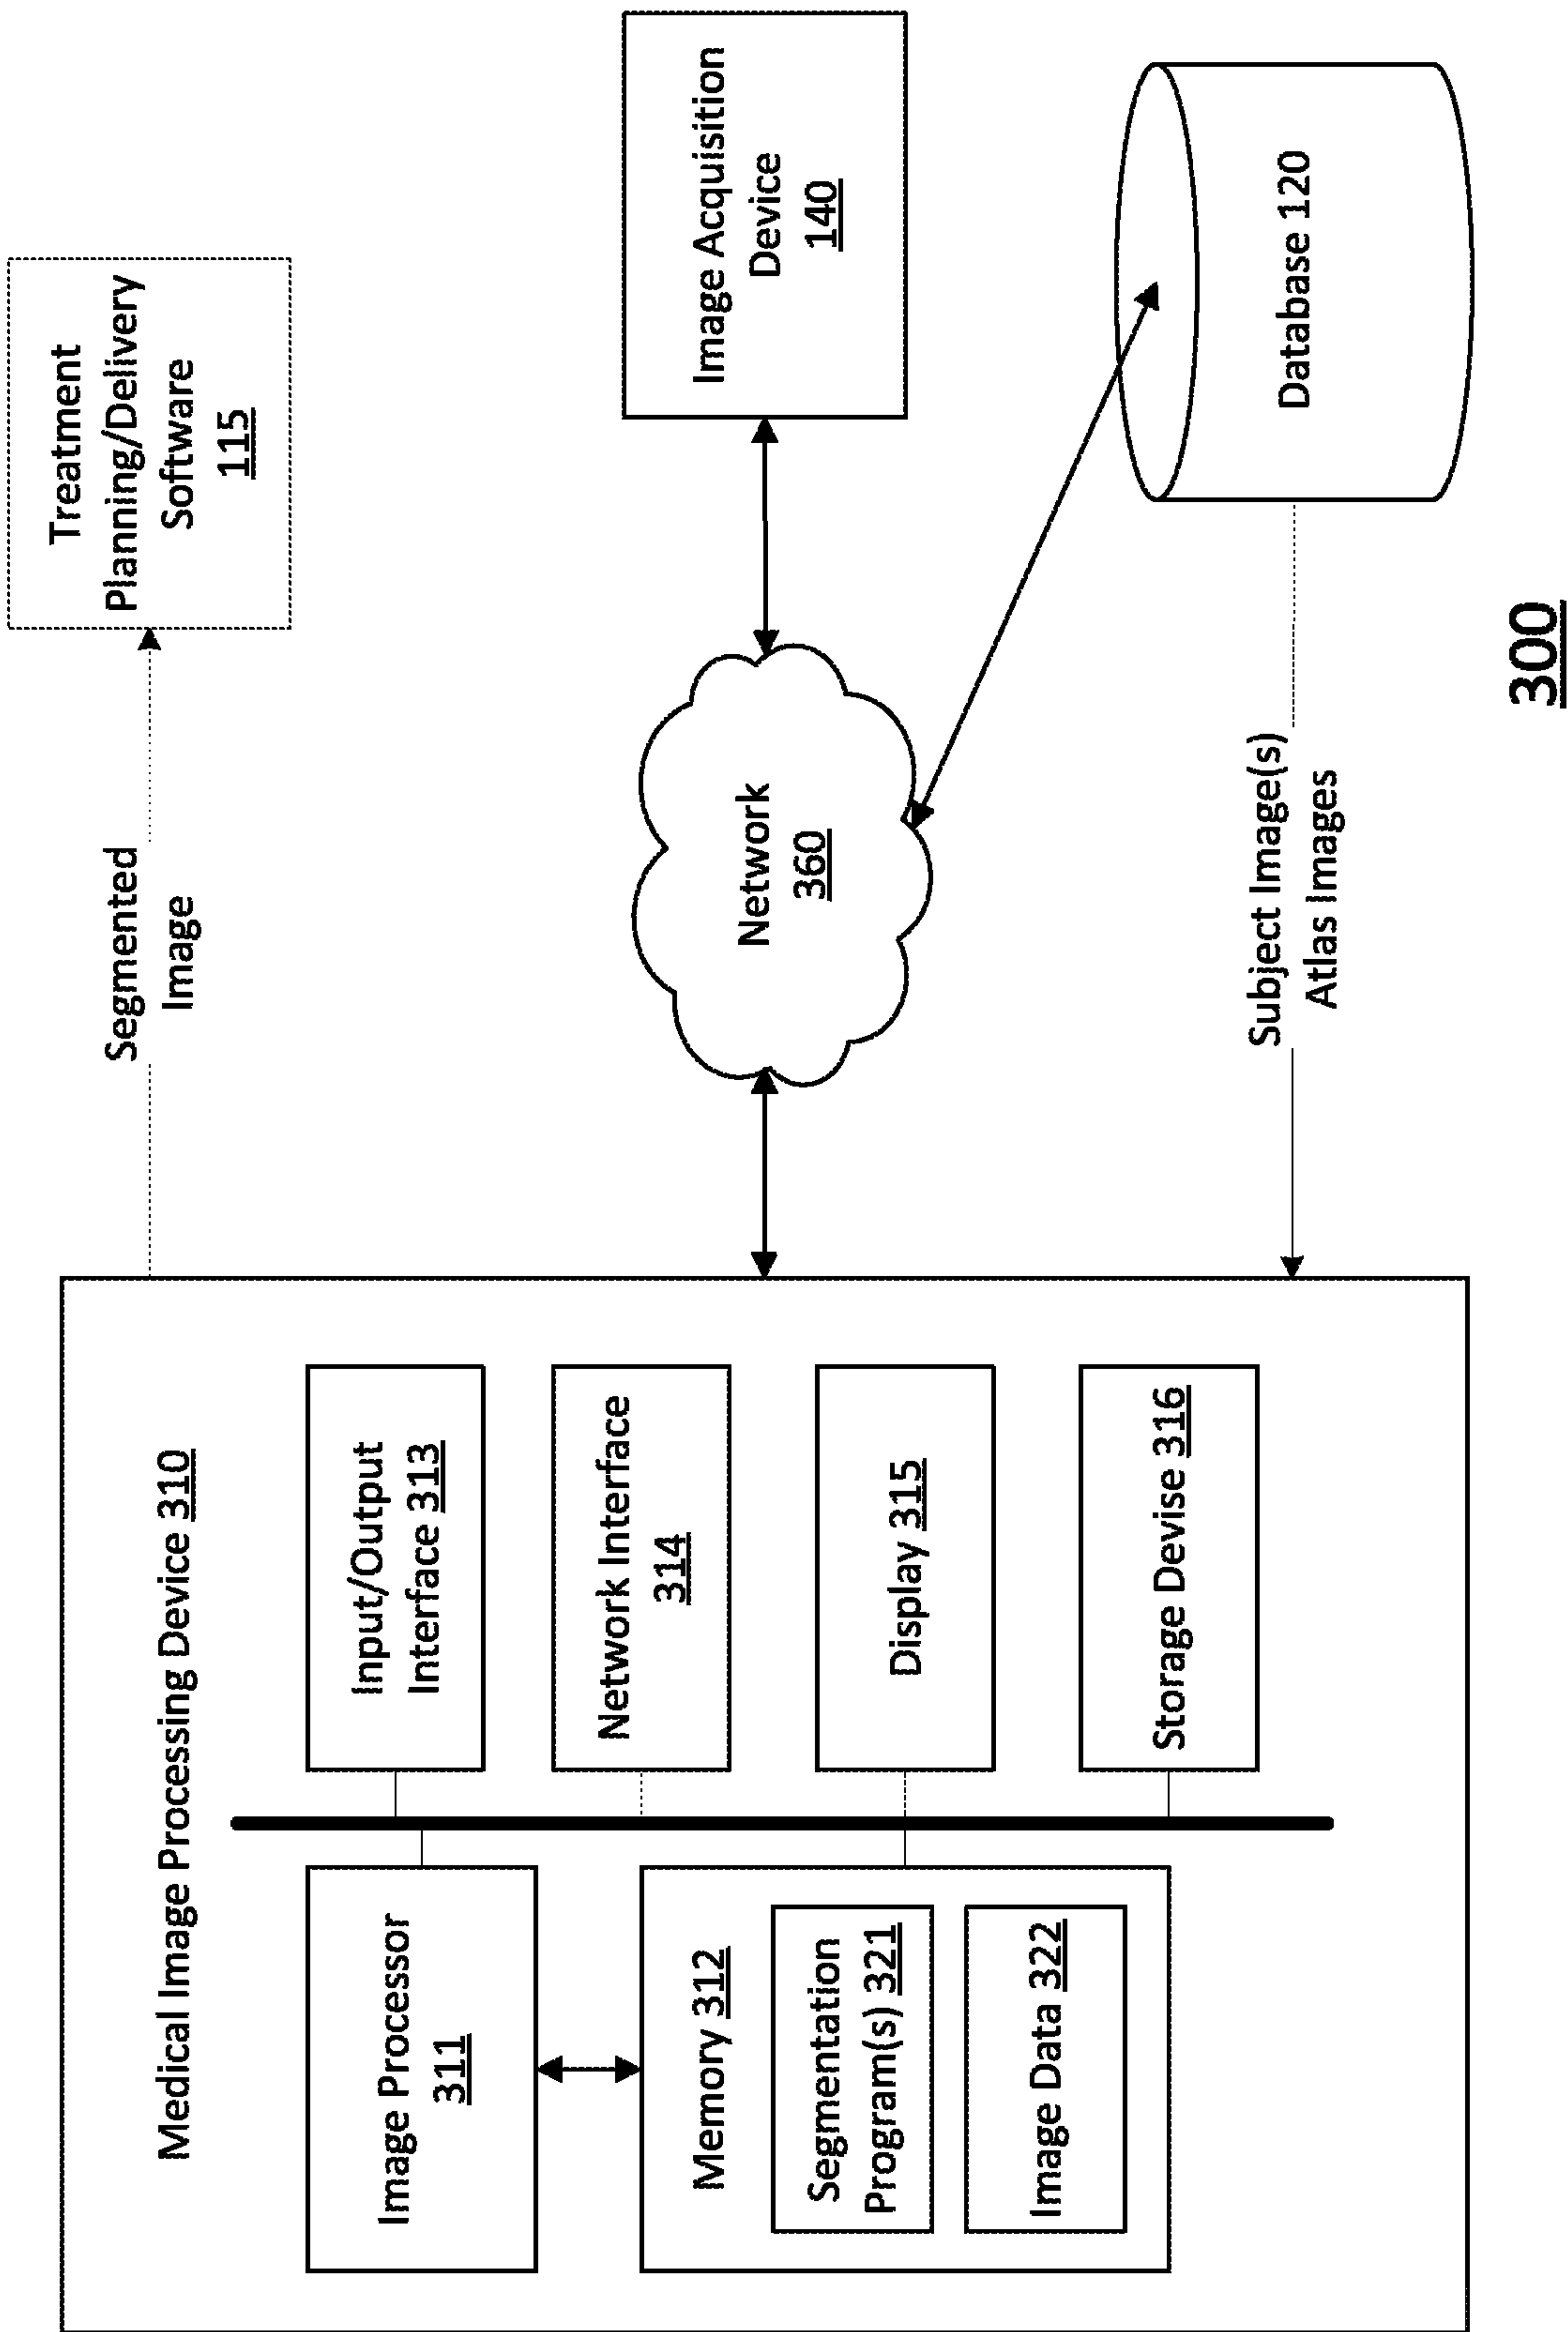 Medical Image Processing Device 310
Image Processor
311
Memory 312
Segmentation
Program(s) 321
Image Data 322
Input/Output
Interface 313
Network Interface
314
Display 315
Storage Devise 316
Segmented
Image
Treatment
Planning/Delivery
Software
115
Network
360
Image Acquisition
Device
140
Subject Image(s)
Atlas Images
Database 120
300